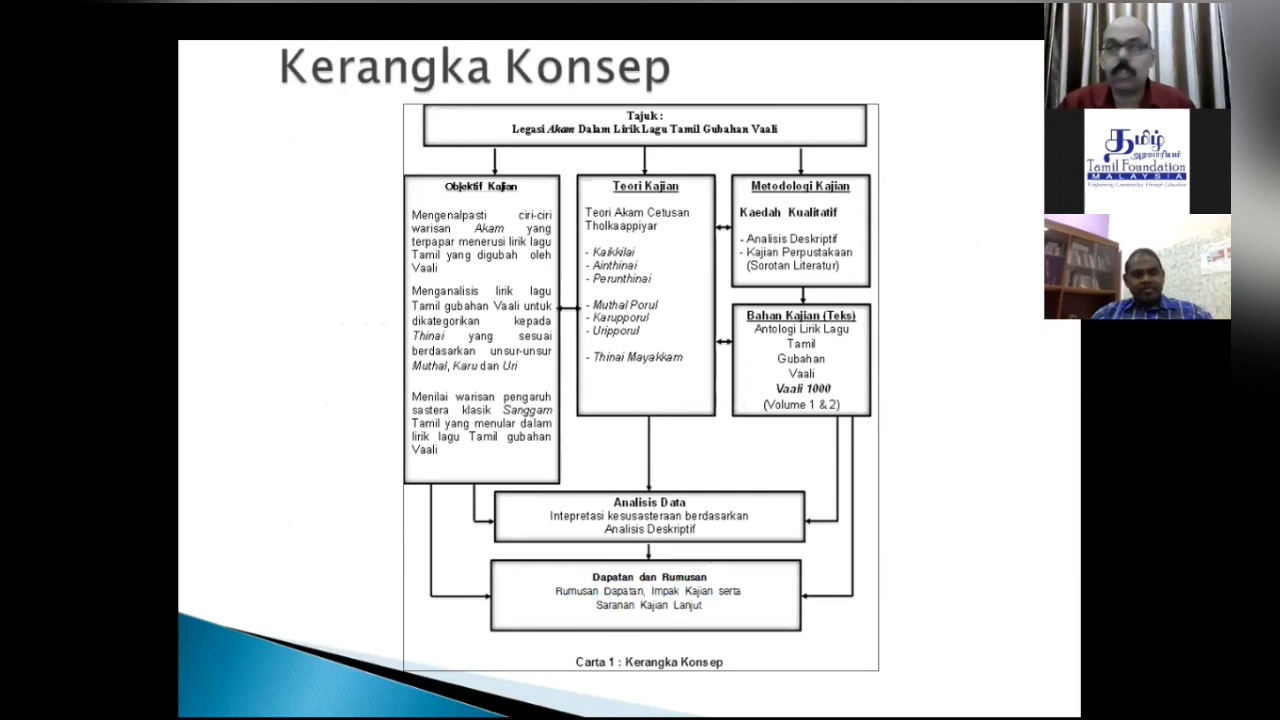 Kerangka Konsep
Tajuk :
Legasi Akam Dalam Lirik Lagu Tamil Gubahan Vaali
Objektif Kajian
Mengenalpasti ciri-ciri
warisan Akam yang
terpapar menerusi lirik lagu
Tamil yang digubah oleh
Vaali
Menganalisis lirik lagu
Tamil gubahan Vaali untuk
dikategorikan kepada
Thinai yang sesuai
berdasarkan unsur-unsur
Muthal, Karu dan Uri
Menilai warisan pengaruh
sastera klasik Sanggam
Tamil yang menular dalam
lirik lagu Tamil gubahan
Vaali
Teori Kajian
Teori Akam Cetusan
Tholkaappiyar
- Kaikkilai
- Ainthinai
- Perunthinai
- Muthal Porul
- Karupporul
- Uripporul
- Thinai Mayakkam
Metodologi Kajian
Kaedah Kualitatif
- Analisis Deskriptif
- Kajian Perpustakaan
(Sorotan Literatur)
Bahan Kajian (Teks)
Antologi Lirik Lagu
Tamil
Gubahan
Vaali
Vaali 1000
(Volume 1 & 2)
Analisis Data
Intepretasi kesusasteraan berdasarkan
Analisis Deskriptif
Dapatan dan Rumusan
Rumusan Dapatan, Impak Kajian serta
Saranan Kajian Lanjut
Carta 1 : Kerangka Konsep
தமிழ்
அறவாரியம்
Tamil Foundation
MALAYSIA
Empowering Communities Through Education